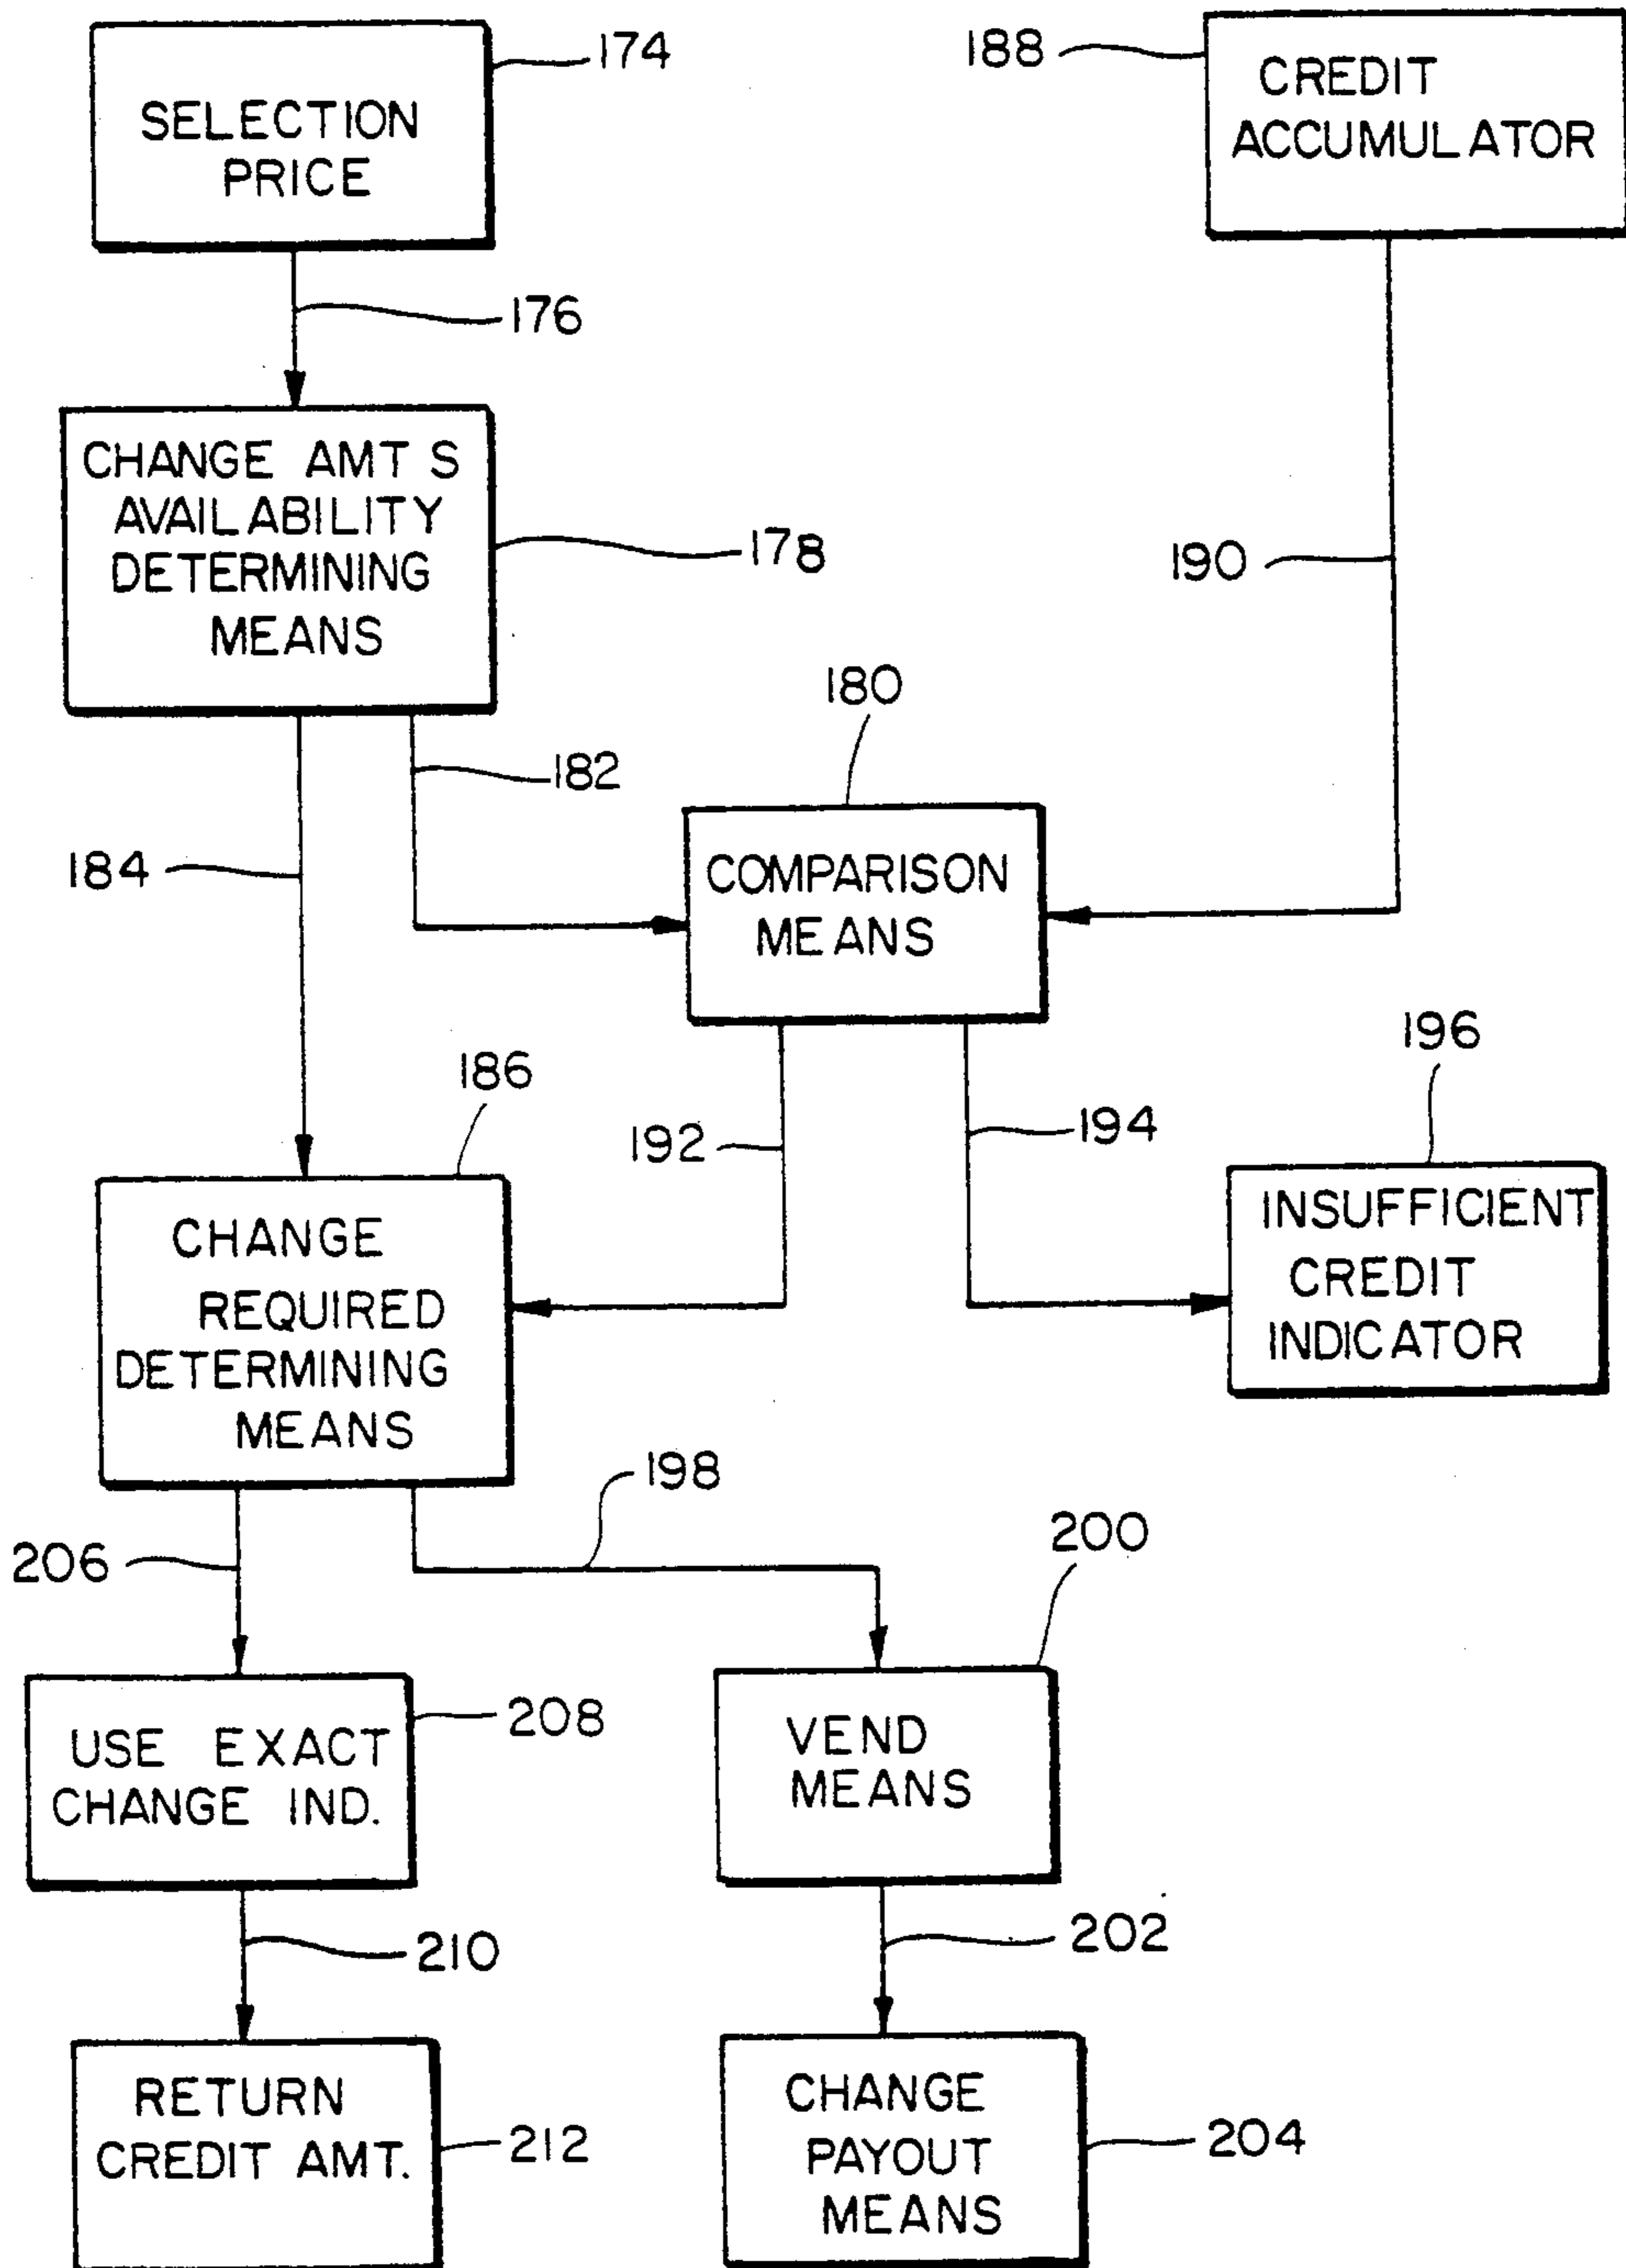 174
SELECTION
PRICE
188
CREDIT
ACCUMULATOR
176
CHANGE AMT S
AVAILABILITY
DETERMINING
MEANS
178
190
180
182
184
COMPARISON
MEANS
186
192
194
196
CHANGE
REQUIRED
DETERMINING
MEANS
INSUFFICIENT
CREDIT
INDICATOR
198
206
200
USE EXACT
CHANGE IND.
208
VEND
MEANS
210
202
RETURN
CREDIT AMT.
212
CHANGE
PAYOUT
MEANS
204